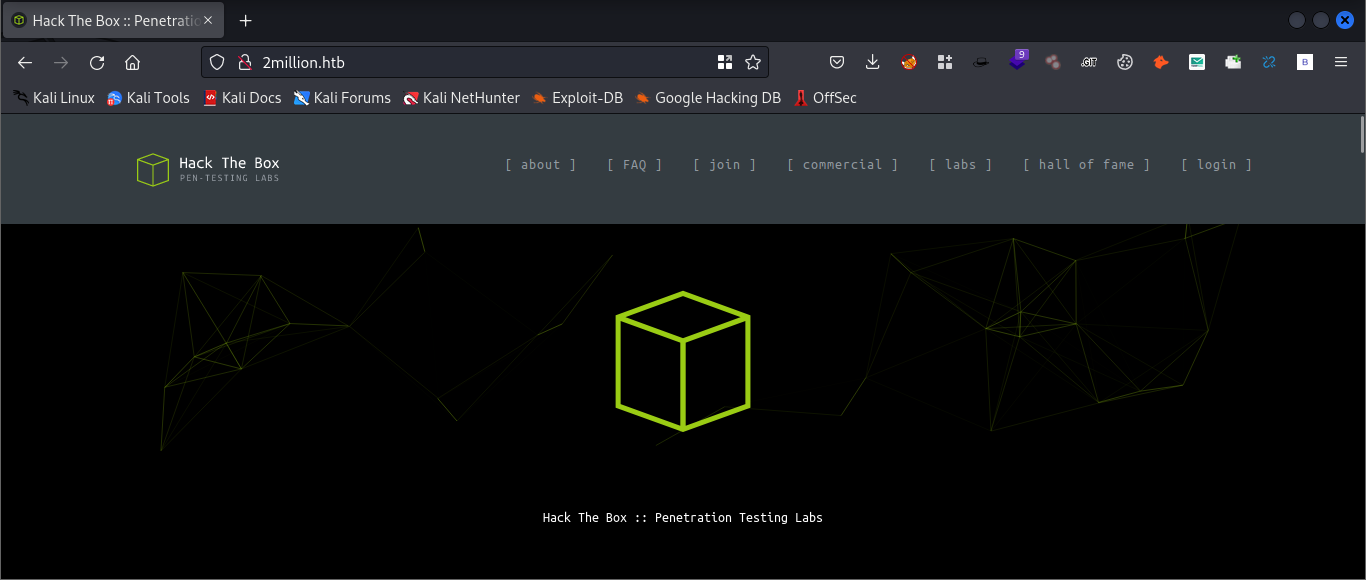 Hack The Box :: Penetratio
2million.htb
9
.GIT
B
Kali Linux Kali Tools Kali Docs Kali Forums Kali NetHunter Exploit-DB Google Hacking DB OffSec
Hack The Box
PEN-TESTING LABS
[ about ] [ FAQ ] [ join ] [ commercial ] [ labs ] [ hall of fame ] [ login ]
Hack The Box :: Penetration Testing Labs